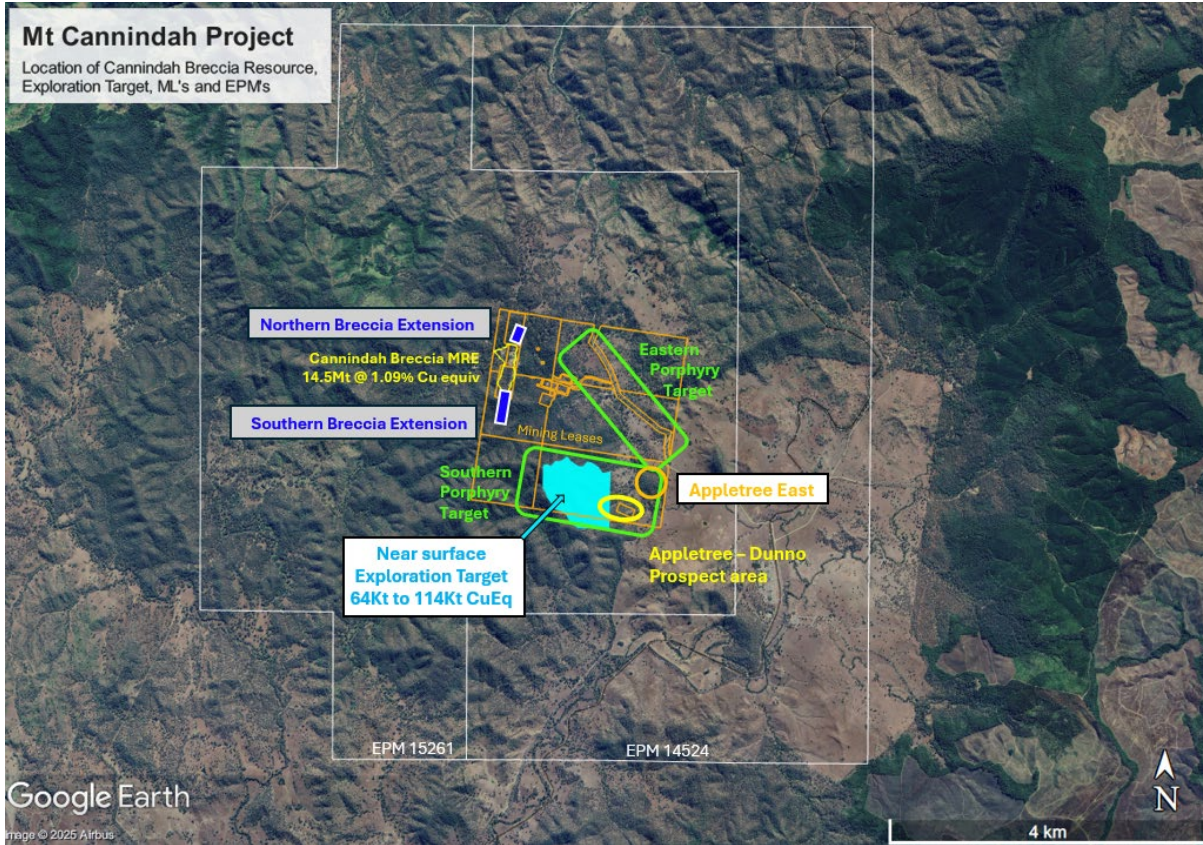 Mt Cannindah Project
Location of Cannindah Breccia Resource,
Exploration Target, ML's and EPM's
Northern Breccia Extension
Cannindah Breccia MRE
14.5Mt @ 1.09% Cu equiv
Southern Breccia Extension
Eastern
Porphyry
Target
Mining Leases
Southern
Porphyry
Target
Appletree East
Near surface
Exploration Target
64Kt to 114Kt CuEq
Appletree – Dunno
Prospect area
EPM 15261
EPM 14524
Google Earth
Image © 2025 Airbus
N
4 km